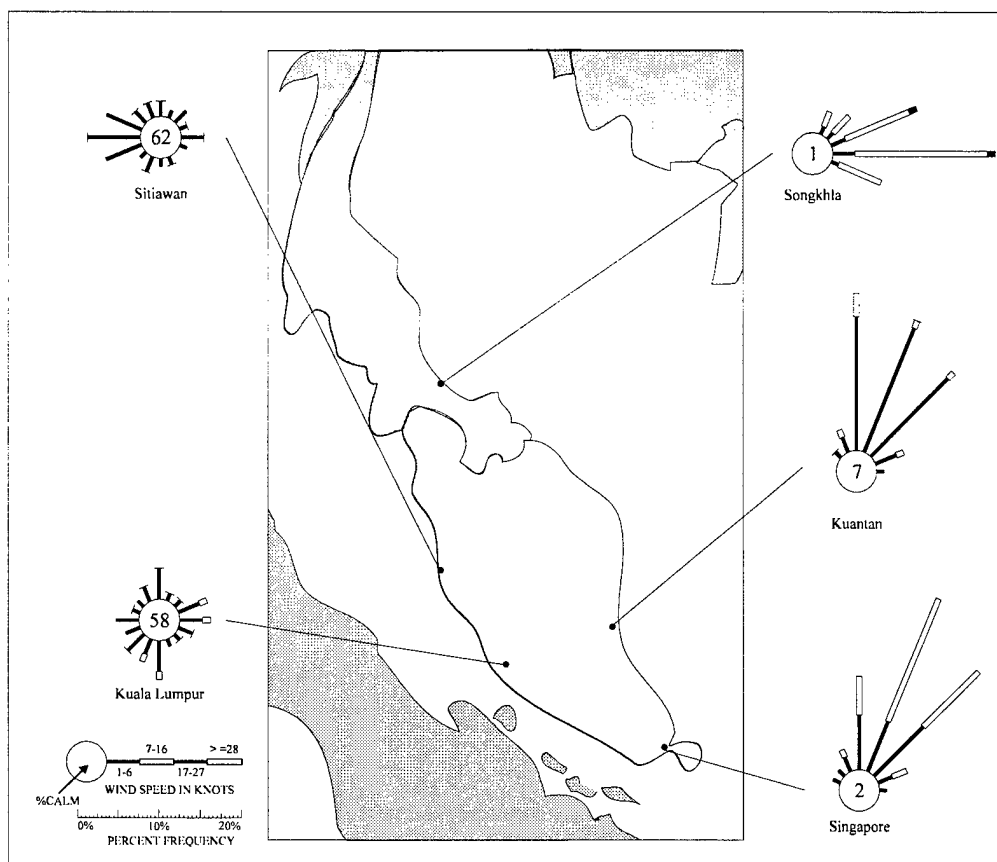 62
Sitiawan
1
Songkhla
7
Kuantan
58
Kuala Lumpur
2
Singapore
7-16 > =28
1-6 17-27
%CALM
WIND SPEED IN KNOTS
0% 10% 20%
PERCENT FREQUENCY